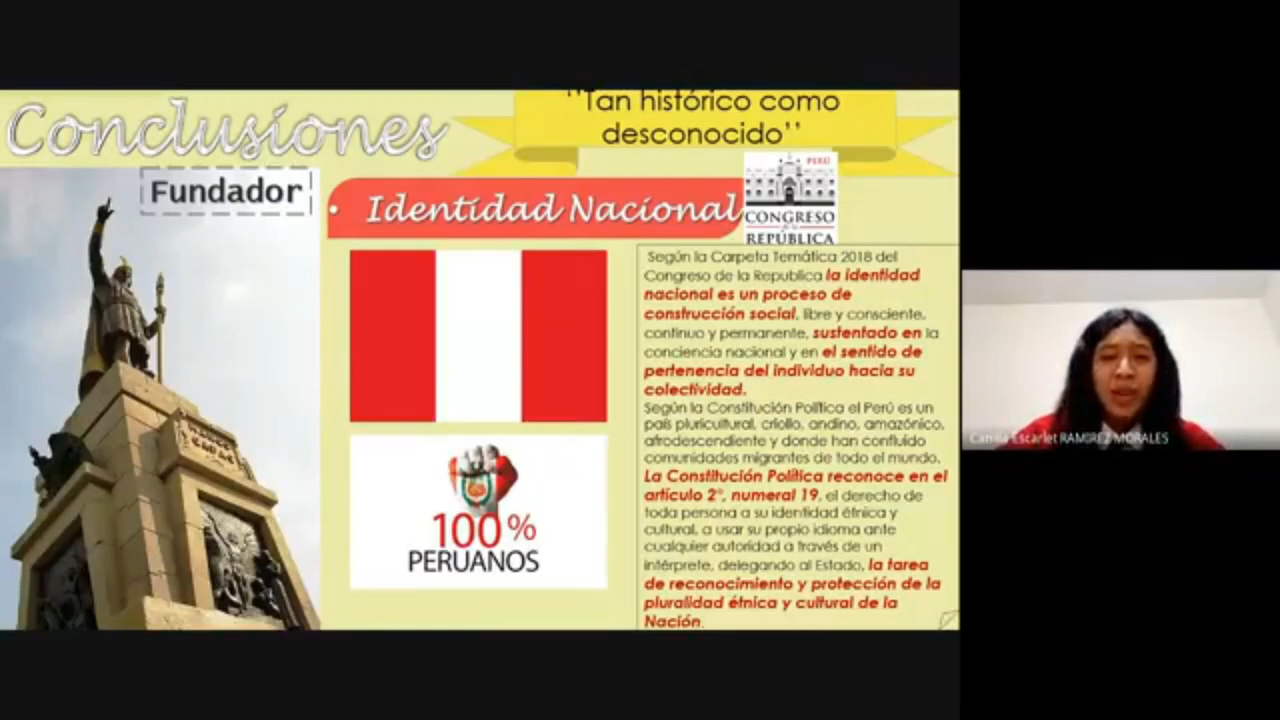 Conclusiones
''Tan histórico como
desconocido''
Fundador
• Identidad Nacional
PERÚ
CONGRESO
de la
REPÚBLICA
Según la Carpeta Temática 2018 del
Congreso de la Republica la identidad
nacional es un proceso de
construcción social, libre y consciente,
continuo y permanente, sustentado en la
conciencia nacional y en el sentido de
pertenencia del individuo hacia su
colectividad.
Según la Constitución Política el Perú es un
país pluricultural, criollo, andino, amazónico,
afrodescendiente y donde han confluido
comunidades migrantes de todo el mundo.
La Constitución Política reconoce en el
artículo 2°, numeral 19, el derecho de
toda persona a su identidad étnica y
cultural, a usar su propio idioma ante
cualquier autoridad a través de un
intérprete, delegando al Estado, la tarea
de reconocimiento y protección de la
pluralidad étnica y cultural de la
Nación.
MANCO
CAPAC
100%
PERUANOS
Camila Escarlet RAMIREZ MORALES